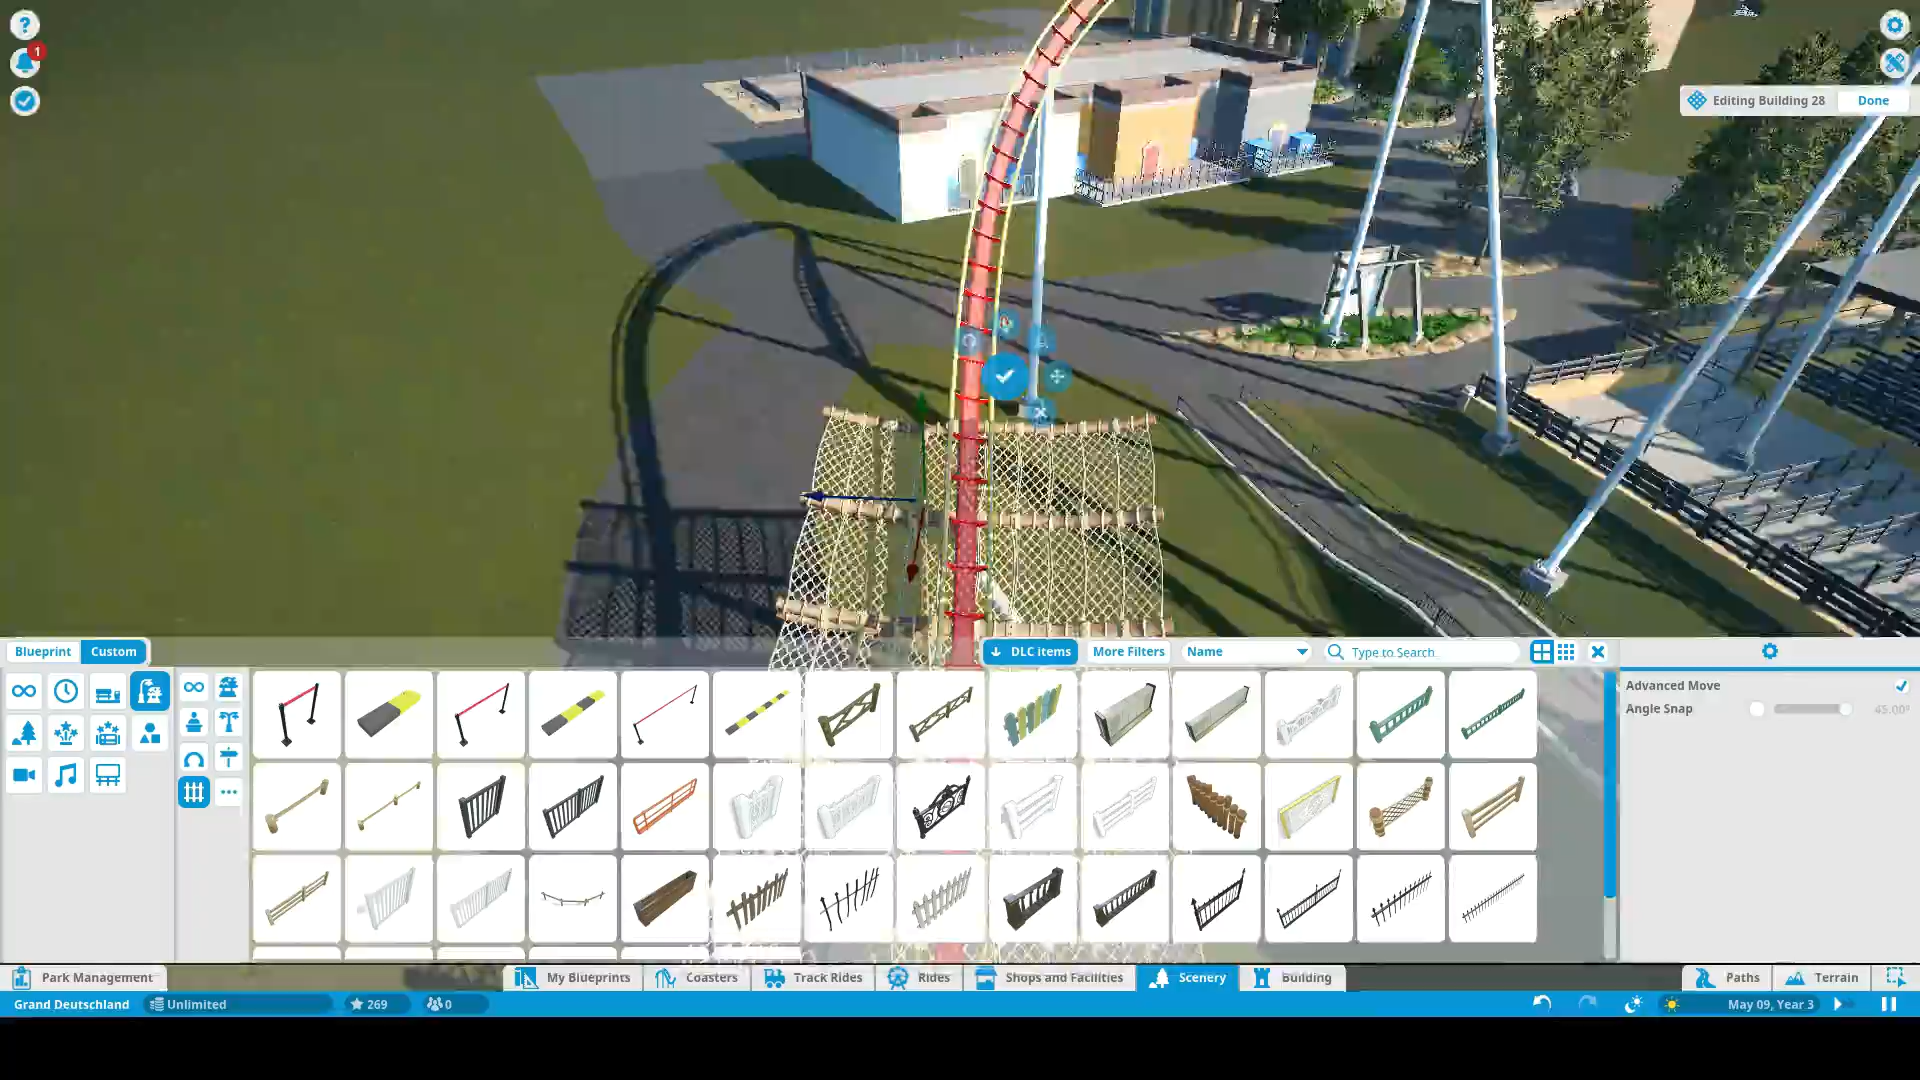 ?
1
Editing Building 28
Done
Blueprint
Custom
DLC items
More Filters
Name
Type to Search..
Advanced Move
Angle Snap
45.00°
Park Management
My Blueprints
Coasters
Track Rides
Rides
Shops and Facilities
Scenery
Building
Paths
Terrain
Grand Deutschland
Unlimited
269
0
May 09, Year 3